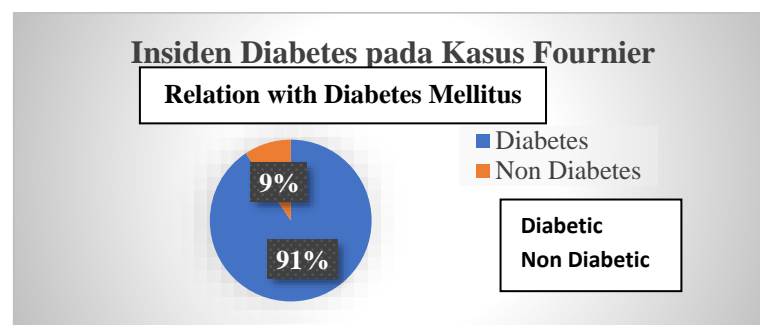 Insiden Diabetes pada Kasus Fournier
Relation with Diabetes Mellitus
Diabetes
Non Diabetes
9%
91%
Diabetic
Non Diabetic